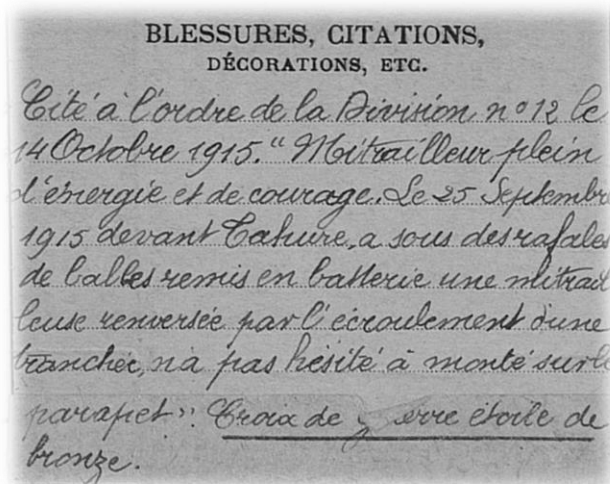 BLESSURES, CITATIONS,
DÉCORATIONS, ETC.
Cité à l'ordre de la Division n° 12 le
14 Octobre 1915. " Mitrailleur plein
d'énergie et de courage. Le 25 Septembre
1915 devant Tahure, a sous des rafales
de balles remis en batterie une mitrail
leuse renversée par l'écroulement d'une
tranchée, n'a pas hésité à monté sur le
parapet ". Croix de guerre étoile de
bronze.